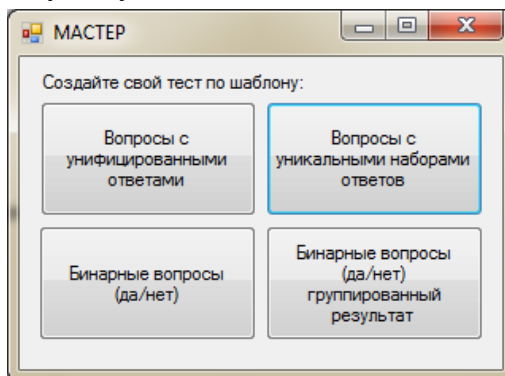 МАСТЕР
Создайте свой тест по шаблону:
Вопросы с
унифицированными
ответами
Вопросы с
уникальными наборами
ответов
Бинарные вопросы
(да/нет)
Бинарные вопросы
(да/нет)
группированный
результат